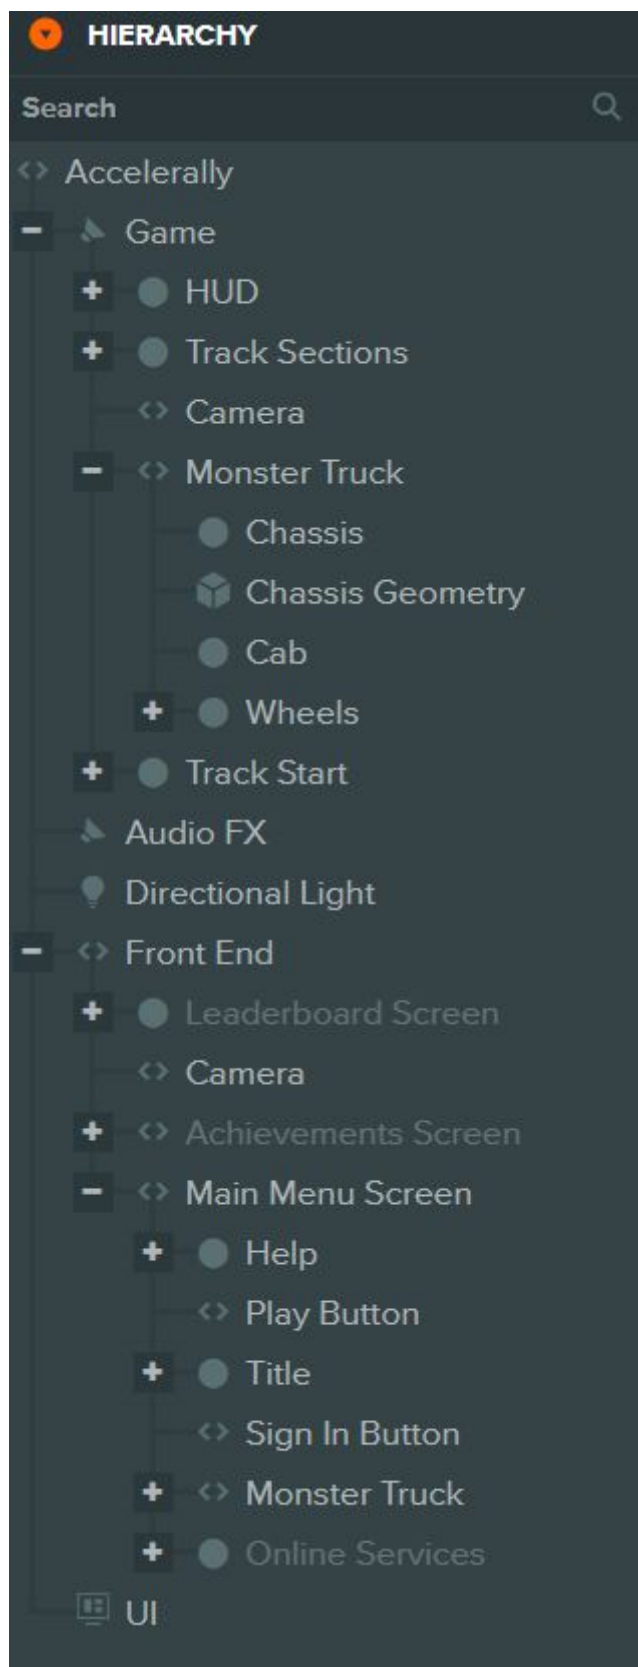 HIERARCHY
Search
Accelerally
Game
HUD
Track Sections
Camera
Monster Truck
Chassis
Chassis Geometry
Cab
Wheels
Track Start
Audio FX
Directional Light
Front End
Leaderboard Screen
Camera
Achievements Screen
Main Menu Screen
Help
Play Button
Title
Sign In Button
Monster Truck
Online Services
UI